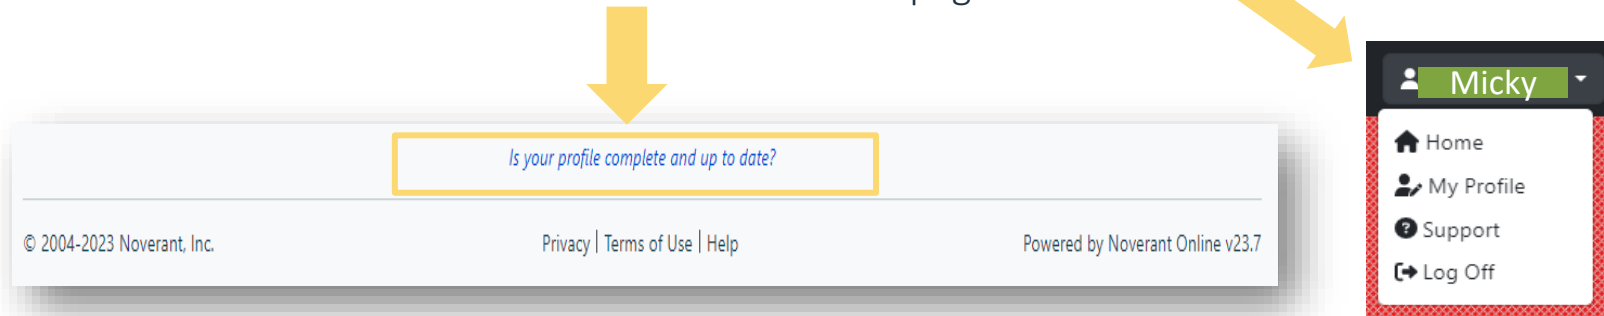 Is your profile complete and up to date?
© 2004-2023 Noverant, Inc.
Privacy | Terms of Use | Help
Powered by Noverant Online v23.7
Micky
Home
My Profile
Support
Log Off